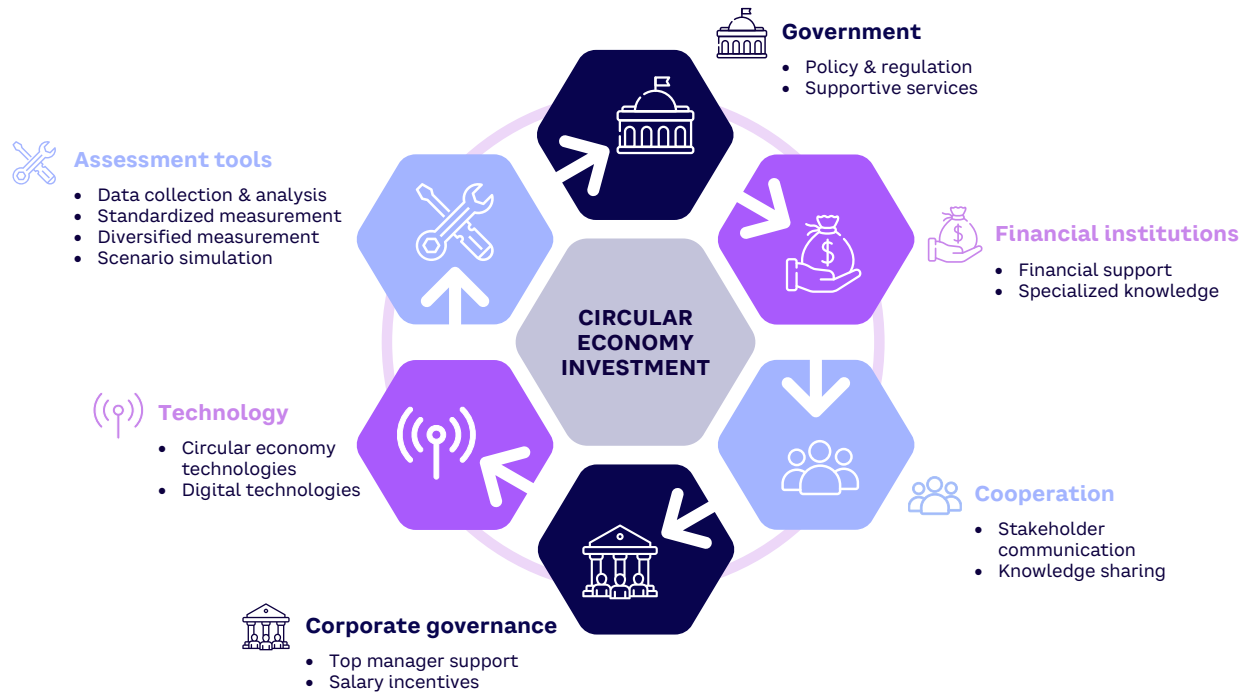 Government
• Policy & regulation
• Supportive services
Assessment tools
• Data collection & analysis
• Standardized measurement
• Diversified measurement
• Scenario simulation
$
Financial institutions
• Financial support
• Specialized knowledge
$
CIRCULAR
ECONOMY
INVESTMENT
Technology
• Circular economy
technologies
• Digital technologies
Cooperation
• Stakeholder
communication
• Knowledge sharing
Corporate governance
• Top manager support
• Salary incentives